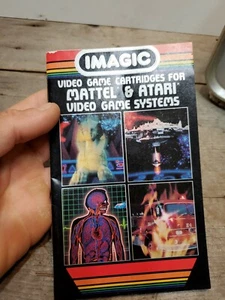 IMAGIC
VIDEO GAME CARTRIDGES FOR
MATTEL® & ATARI®
VIDEO GAME SYSTEMS